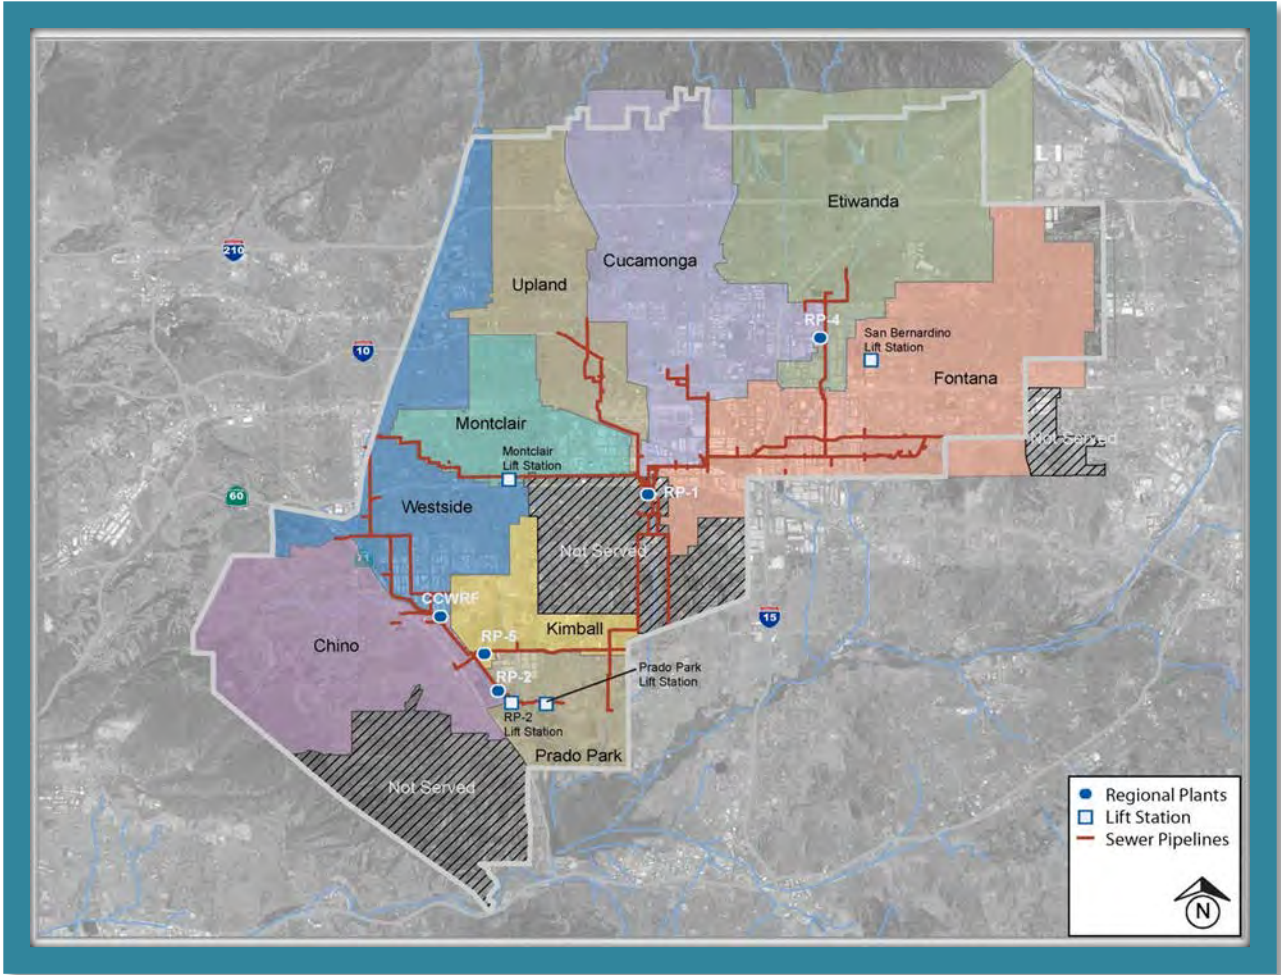 L1
Etiwanda
210
Cucamonga
Upland
RP-4
San Bernardino
Lift Station
10
Fontana
Montclair
Not Served
Montclair
Lift Station
60
RP-1
Westside
Not Served
71
CCWRF
15
Kimball
RP-5
Chino
Prado Park
Lift Station
RP-2
RP-2
Lift Station
Prado Park
Not Served
Regional Plants
Lift Station
Sewer Pipelines
N